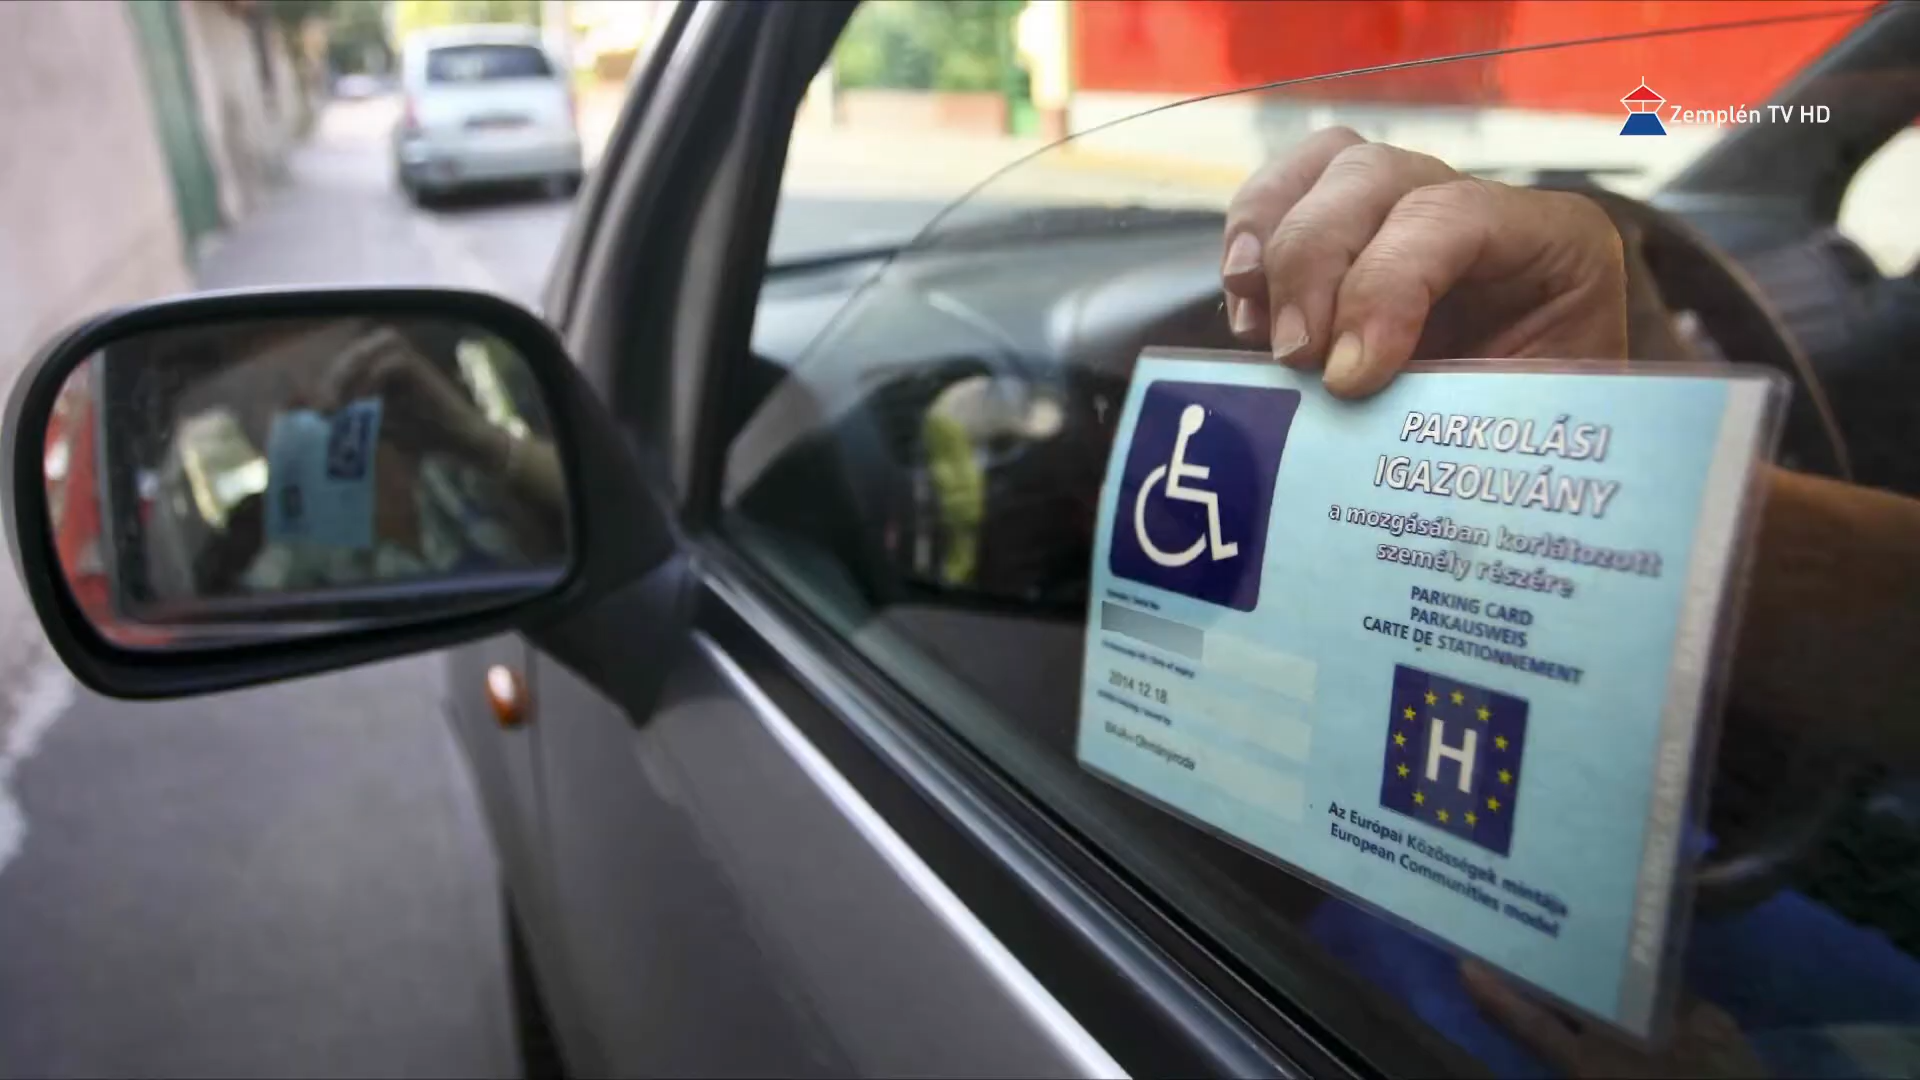 Zemplén TV HD
PARKOLÁSI
IGAZOLVÁNY
a mozgásában korlátozott
személy részére
PARKING CARD
PARKAUSWEIS
CARTE DE STATIONNEMENT
2014.12.18.
H
Az Európai Közösségek mintája
European Communities model